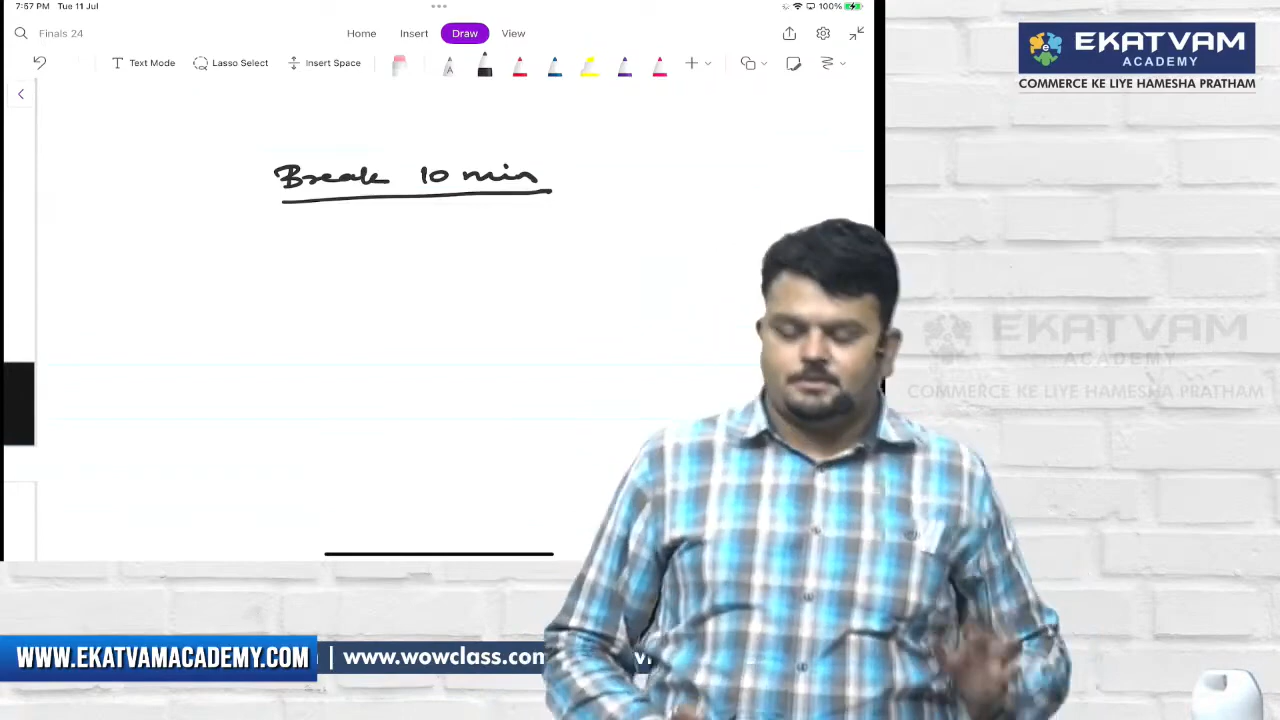 7:57 PM Tue 11 Jul
100%
Finals 24
Home Insert Draw View
Text Mode Lasso Select Insert Space
EKATVAM
ACADEMY
COMMERCE KE LIYE HAMESHA PRATHAM
Break 10 min
EKATVAM
ACADEMY
COMMERCE KE LIYE HAMESHA PRATHAM
WWW.EKATVAMACADEMY.COM | www.wowclass.com